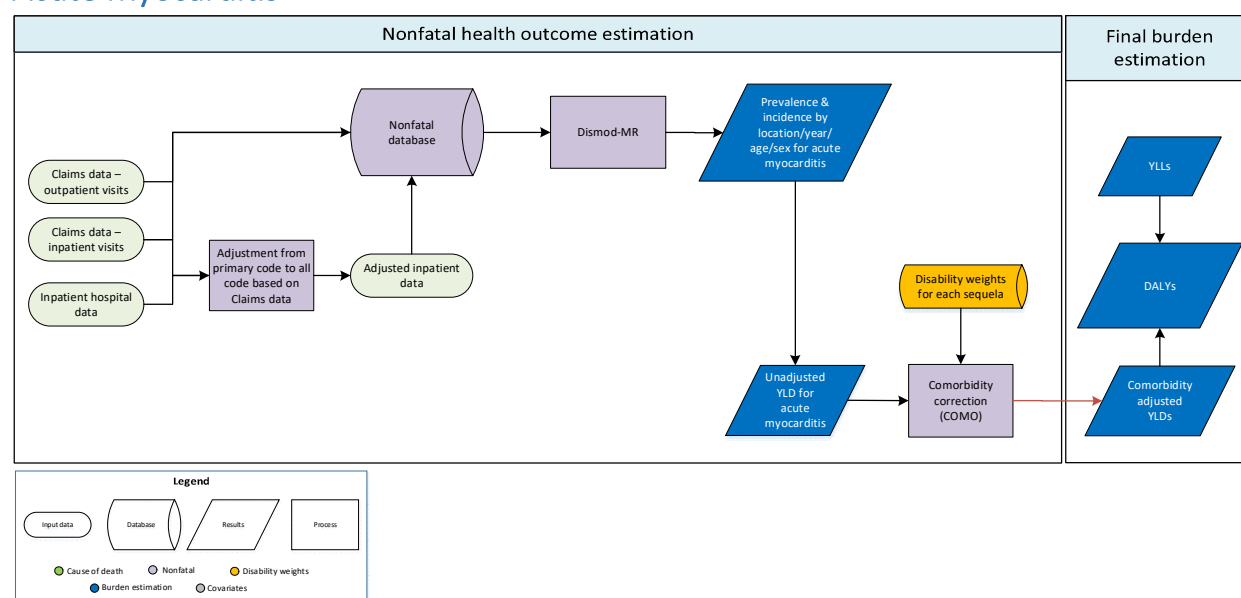 Acute myocarditis
Nonfatal health outcome estimation
Final burden
estimation
Nonfatal
database
Dismod-MR
Prevalence &
incidence by
location/year/
age/sex for acute
myocarditis
YLLs
Claims data –
outpatient visits
Claims data –
inpatient visits
Inpatient hospital
data
Adjustment from
primary code to all
code based on
Claims data
Adjusted inpatient
data
Disability weights
for each sequela
DALYs
Unadjusted
YLD for
acute
myocarditis
Comorbidity
correction
(COMO)
Comorbidity
adjusted
YLDs
Legend
Input data
Database
Results
Process
Cause of death
Nonfatal
Disability weights
Burden estimation
Covariates